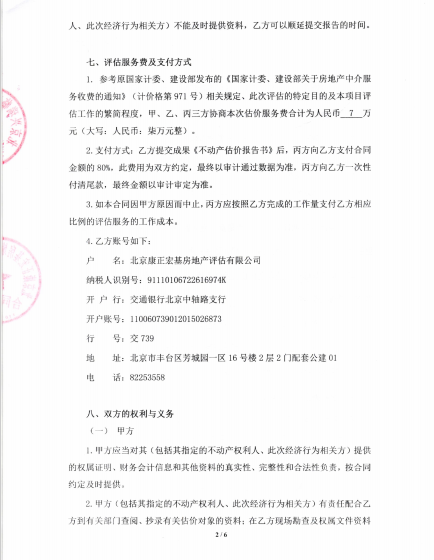 人、此次经济行为相关方）不能及时提供资料，乙方可以顺延提交报告的时间。
七、评估服务费及支付方式
1. 参考原国家计委、建设部发布的《国家计委、建设部关于房地产中介服
务收费的通知》（计价格第 971 号）相关规定、此次评估的特定目的及本项目评
估工作的繁简程度，甲、乙、丙三方协商本次估价服务费合计为人民币 7 万
元（大写：人民币：柒万元整）。
2.支付方式：乙方提交成果《不动产估价报告书》后，丙方向乙方支付合同
金额的 80%，此费用为双方约定，最终以审计通过数据为准，丙方向乙方一次性
付清尾款，最终金额以审计审定为准。
3.如本合同因甲方原因而中止，丙方应按照乙方完成的工作量支付乙方相应
比例的评估服务的工作成本。
4.乙方账号如下：
户 名：北京康正宏基房地产评估有限公司
纳税人识别号：91110106722616974K
开 户 行：交通银行北京中轴路支行
开户账号：110060739012015026873
行 号：交 739
地 址：北京市丰台区芳城园一区 16 号楼 2 层 2 门配套公建 01
电 话：82253558
八、双方的权利与义务
（一） 甲方
1.甲方应当对其（包括其指定的不动产权利人、此次经济行为相关方）提供
的权属证明、财务会计信息和其他资料的真实性、完整性和合法性负责，按合同
约定及时提供。
2.甲方（包括其指定的不动产权利人、此次经济行为相关方）有责任配合乙
方到有关部门查阅、抄录有关估价对象的资料；在乙方现场勘查及权属文件资料
2 / 6